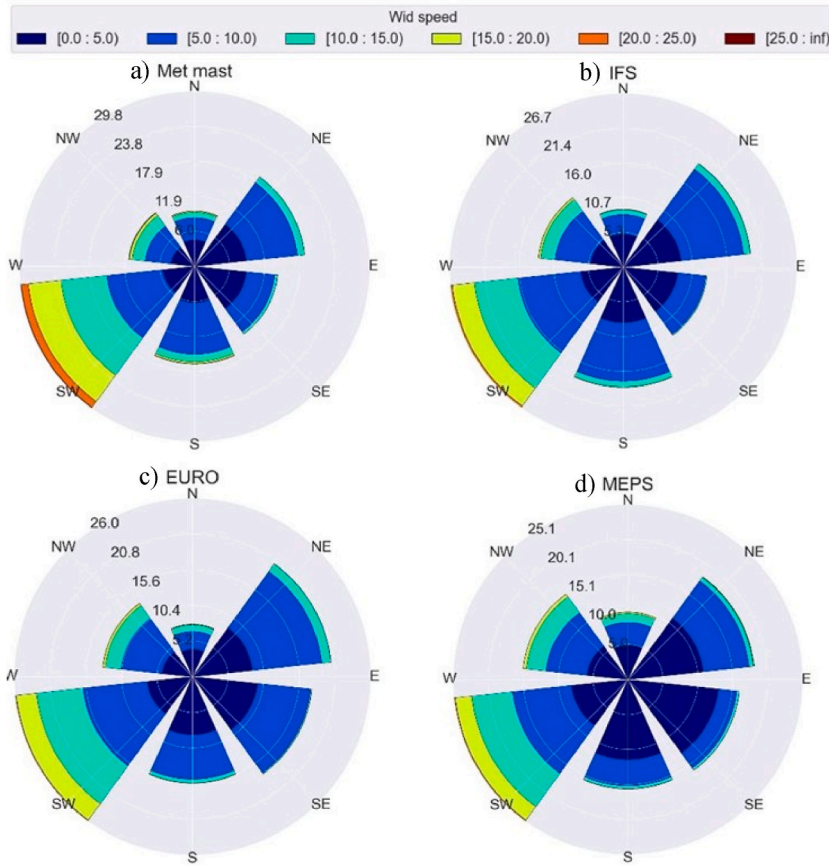 Wid speed
[0.0 : 5.0) [5.0 : 10.0) [10.0 : 15.0) [15.0 : 20.0) [20.0 : 25.0) [25.0 : inf)
a) Met mast
N
NE
E
SE
S
SW
W
NW
29.8
23.8
17.9
11.9
b) IFS
N
NE
E
SE
S
SW
W
NW
26.7
21.4
16.0
10.7
c) EURO
N
NE
E
SE
S
SW
W
NW
26.0
20.8
15.6
10.4
d) MEPS
N
NE
E
SE
S
SW
W
NW
25.1
20.1
15.1
10.0